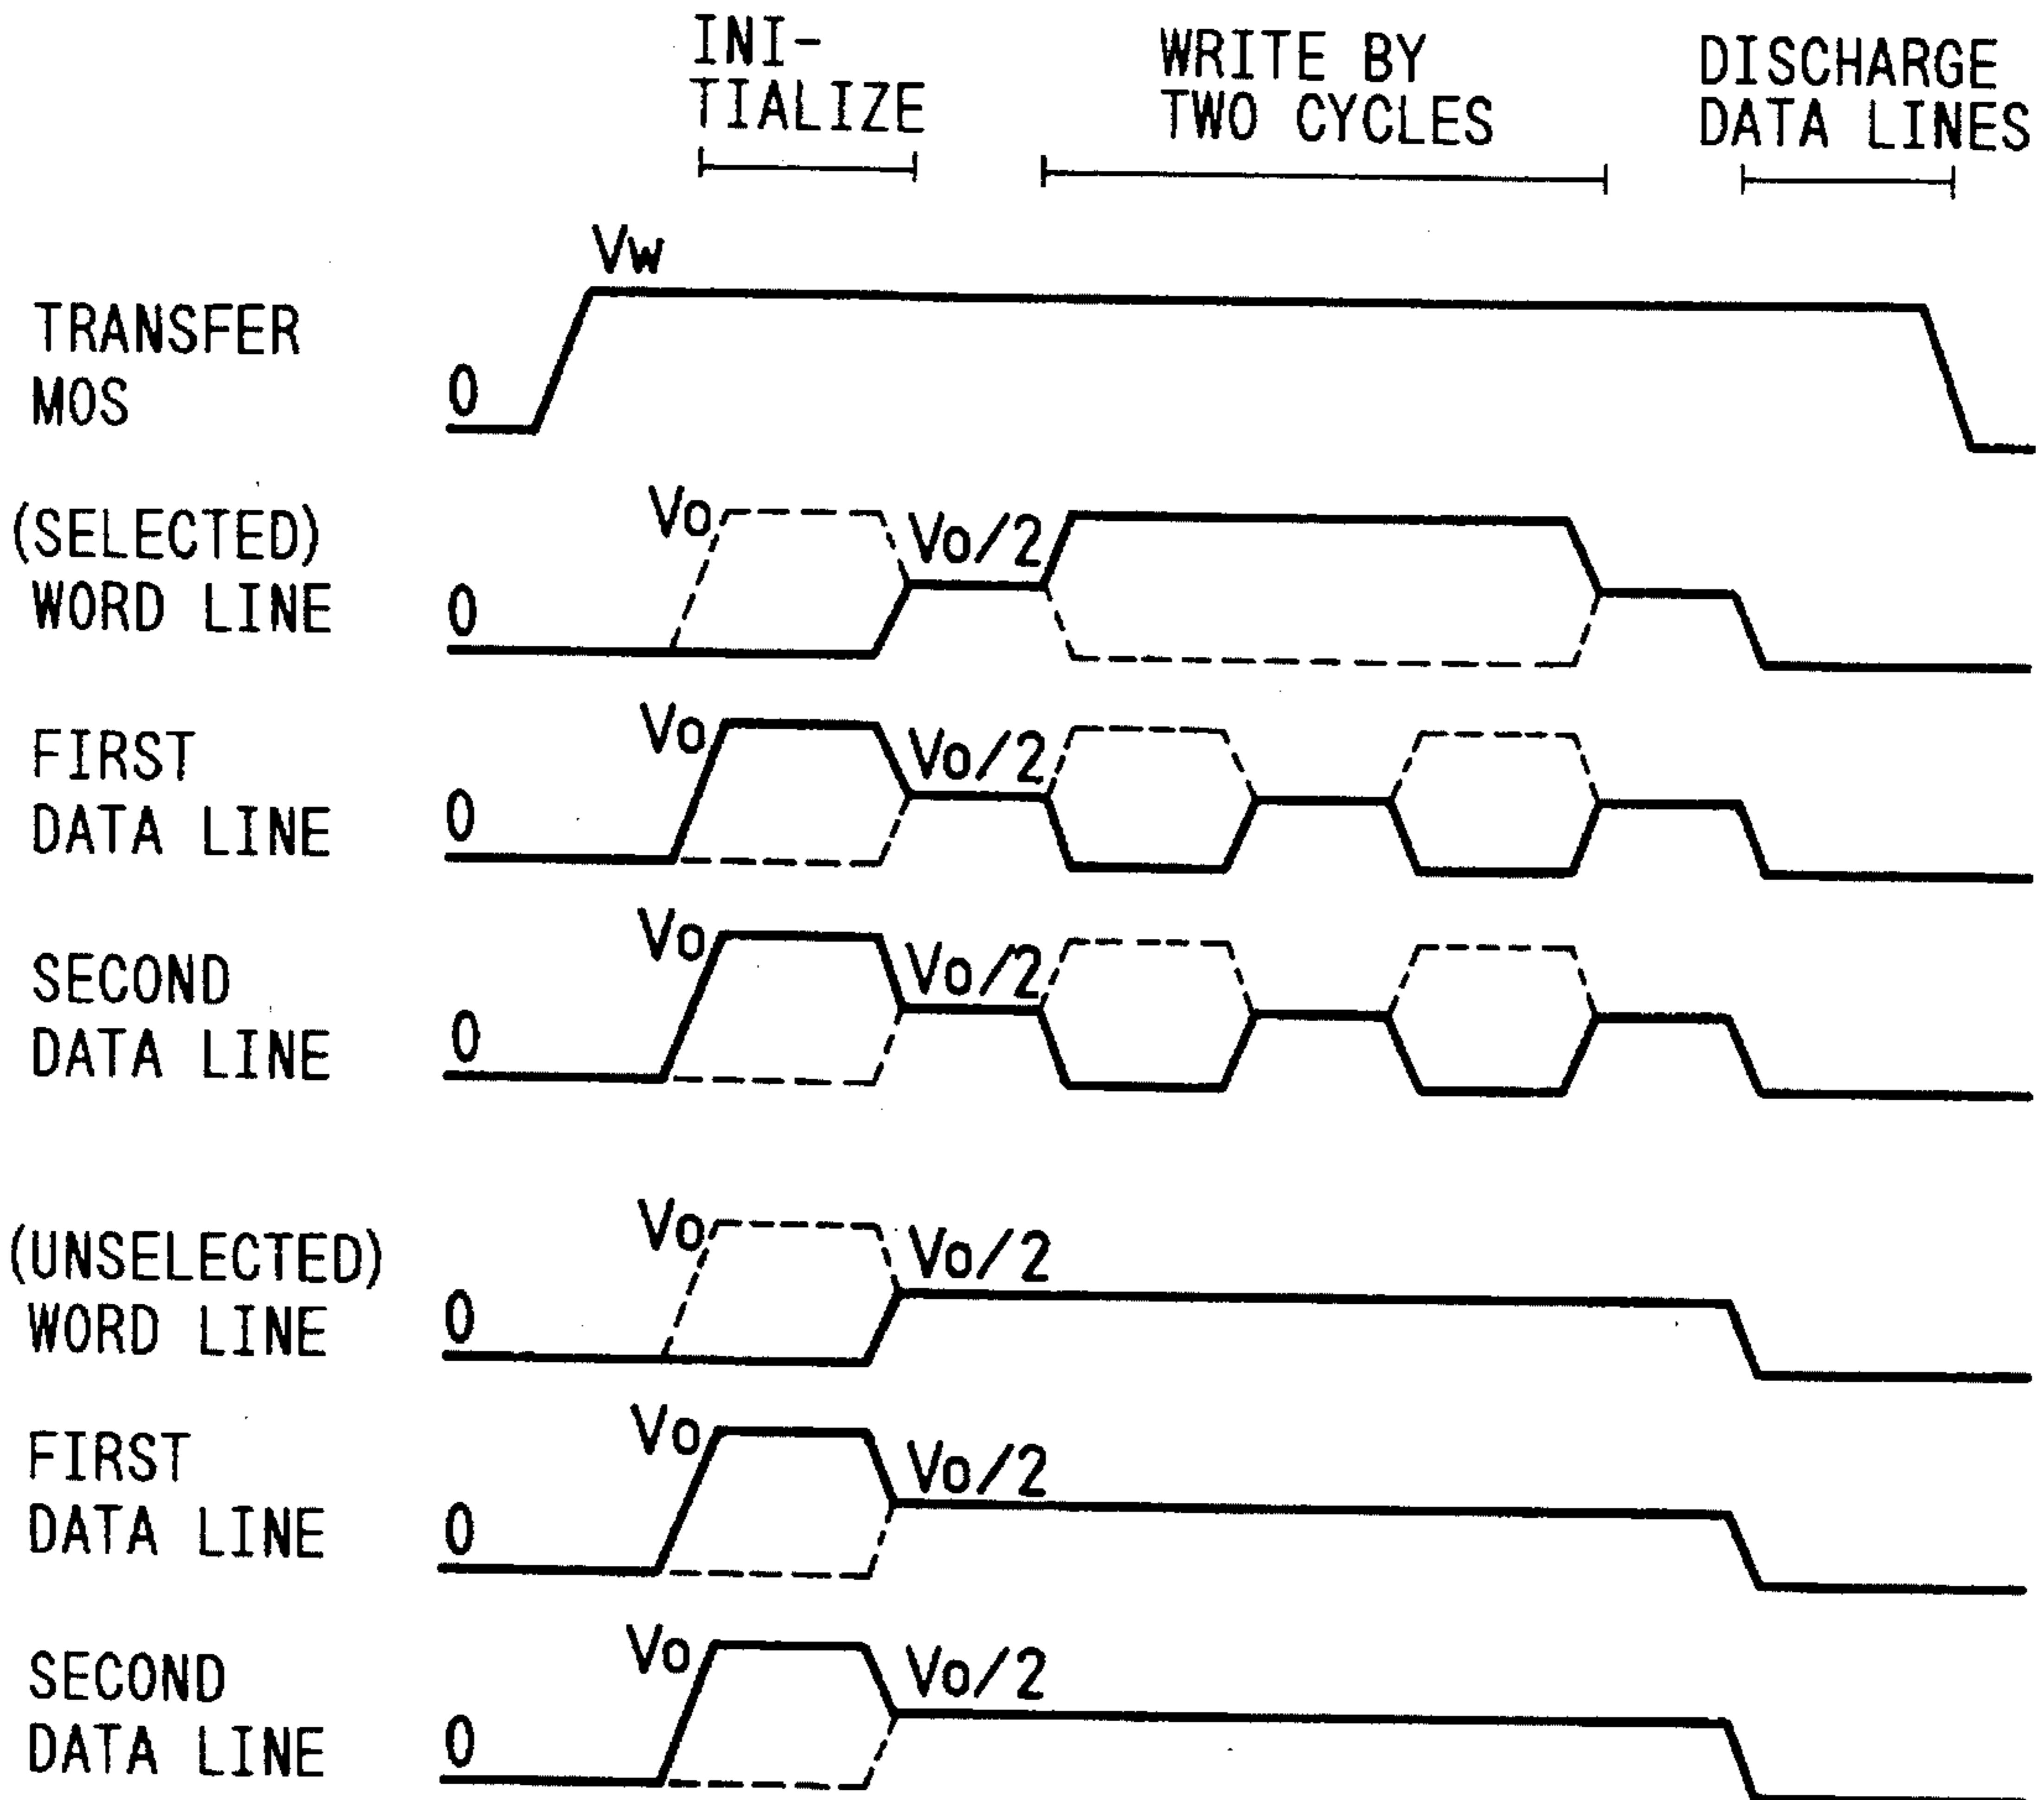 INI-
TIALIZE
WRITE BY
TWO CYCLES
DISCHARGE
DATA LINES
Vw
TRANSFER
MOS
0
(SELECTED)
WORD LINE
Vo
Vo/2
0
FIRST
DATA LINE
Vo
Vo/2
0
SECOND
DATA LINE
Vo
Vo/2
0
(UNSELECTED)
WORD LINE
Vo
Vo/2
0
FIRST
DATA LINE
Vo
Vo/2
0
SECOND
DATA LINE
Vo
Vo/2
0